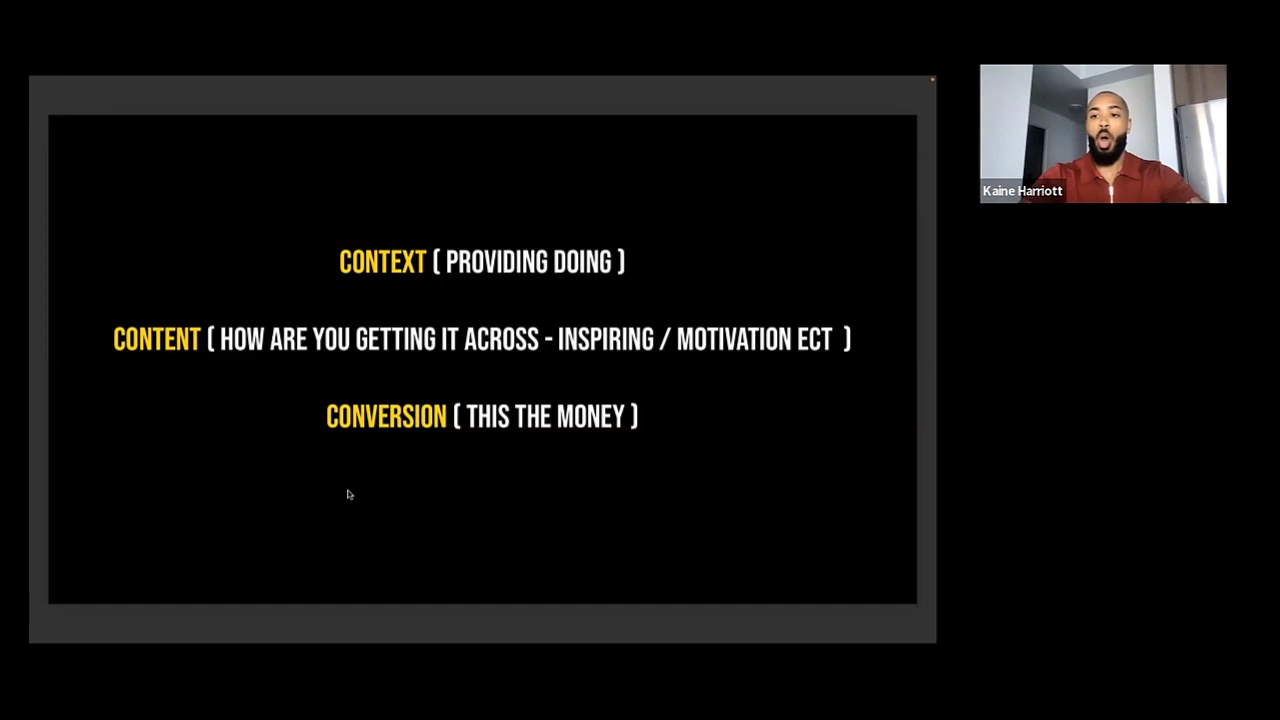 CONTEXT ( PROVIDING DOING )
CONTENT ( HOW ARE YOU GETTING IT ACROSS - INSPIRING / MOTIVATION ECT )
CONVERSION ( THIS THE MONEY )
Kaine Harriott